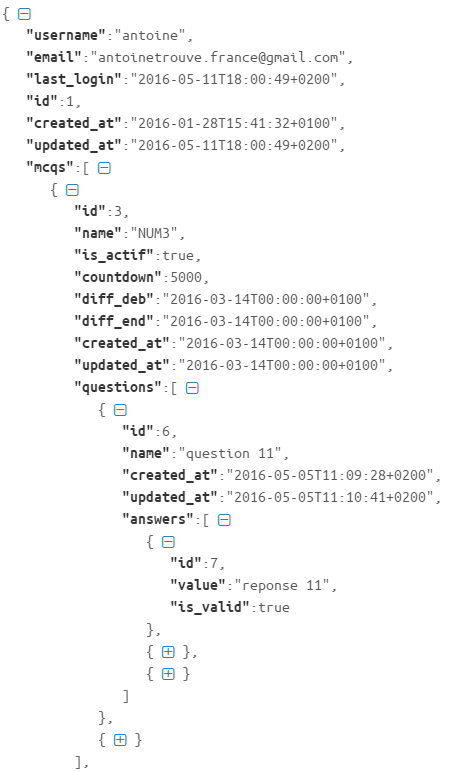 {
"username":"antoine",
"email":"antoinetrouve.france@gmail.com",
"last_login":"2016-05-11T18:00:49+0200",
"id":1,
"created_at":"2016-01-28T15:41:32+0100",
"updated_at":"2016-05-11T18:00:49+0200",
"mcqs":[
{
"id":3,
"name":"NUM3",
"is_actif":true,
"countdown":5000,
"diff_deb":"2016-03-14T00:00:00+0100",
"diff_end":"2016-03-14T00:00:00+0100",
"created_at":"2016-03-14T00:00:00+0100",
"updated_at":"2016-03-14T00:00:00+0100",
"questions":[
{
"id":6,
"name":"question 11",
"created_at":"2016-05-05T11:09:28+0200",
"updated_at":"2016-05-05T11:10:41+0200",
"answers":[
{
"id":7,
"value":"reponse 11",
"is_valid":true
},
{ },
{ }
]
},
{ }
],